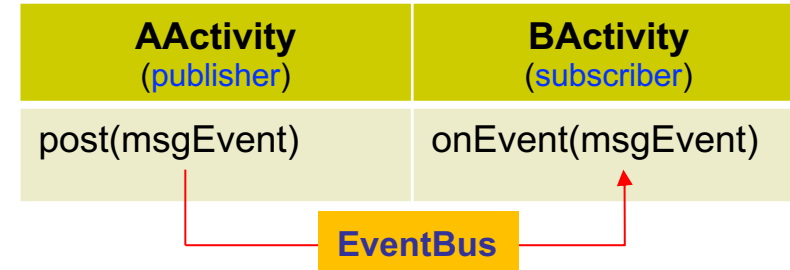 AActivity
(publisher)
BActivity
(subscriber)
post(msgEvent)
onEvent(msgEvent)
EventBus